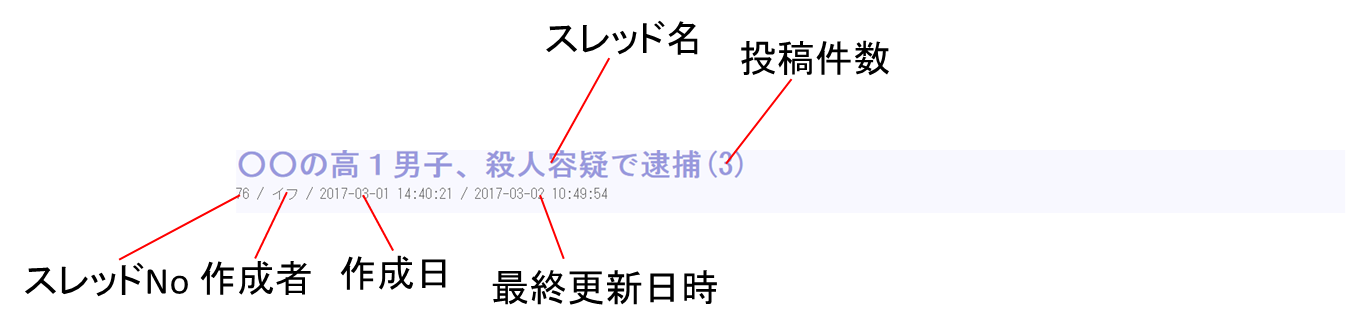 スレッド名
投稿件数
〇〇の高１男子、殺人容疑で逮捕(3)
76 / イフ / 2017-03-01 14:40:21 / 2017-03-02 10:49:54
スレッドNo 作成者 作成日 最終更新日時